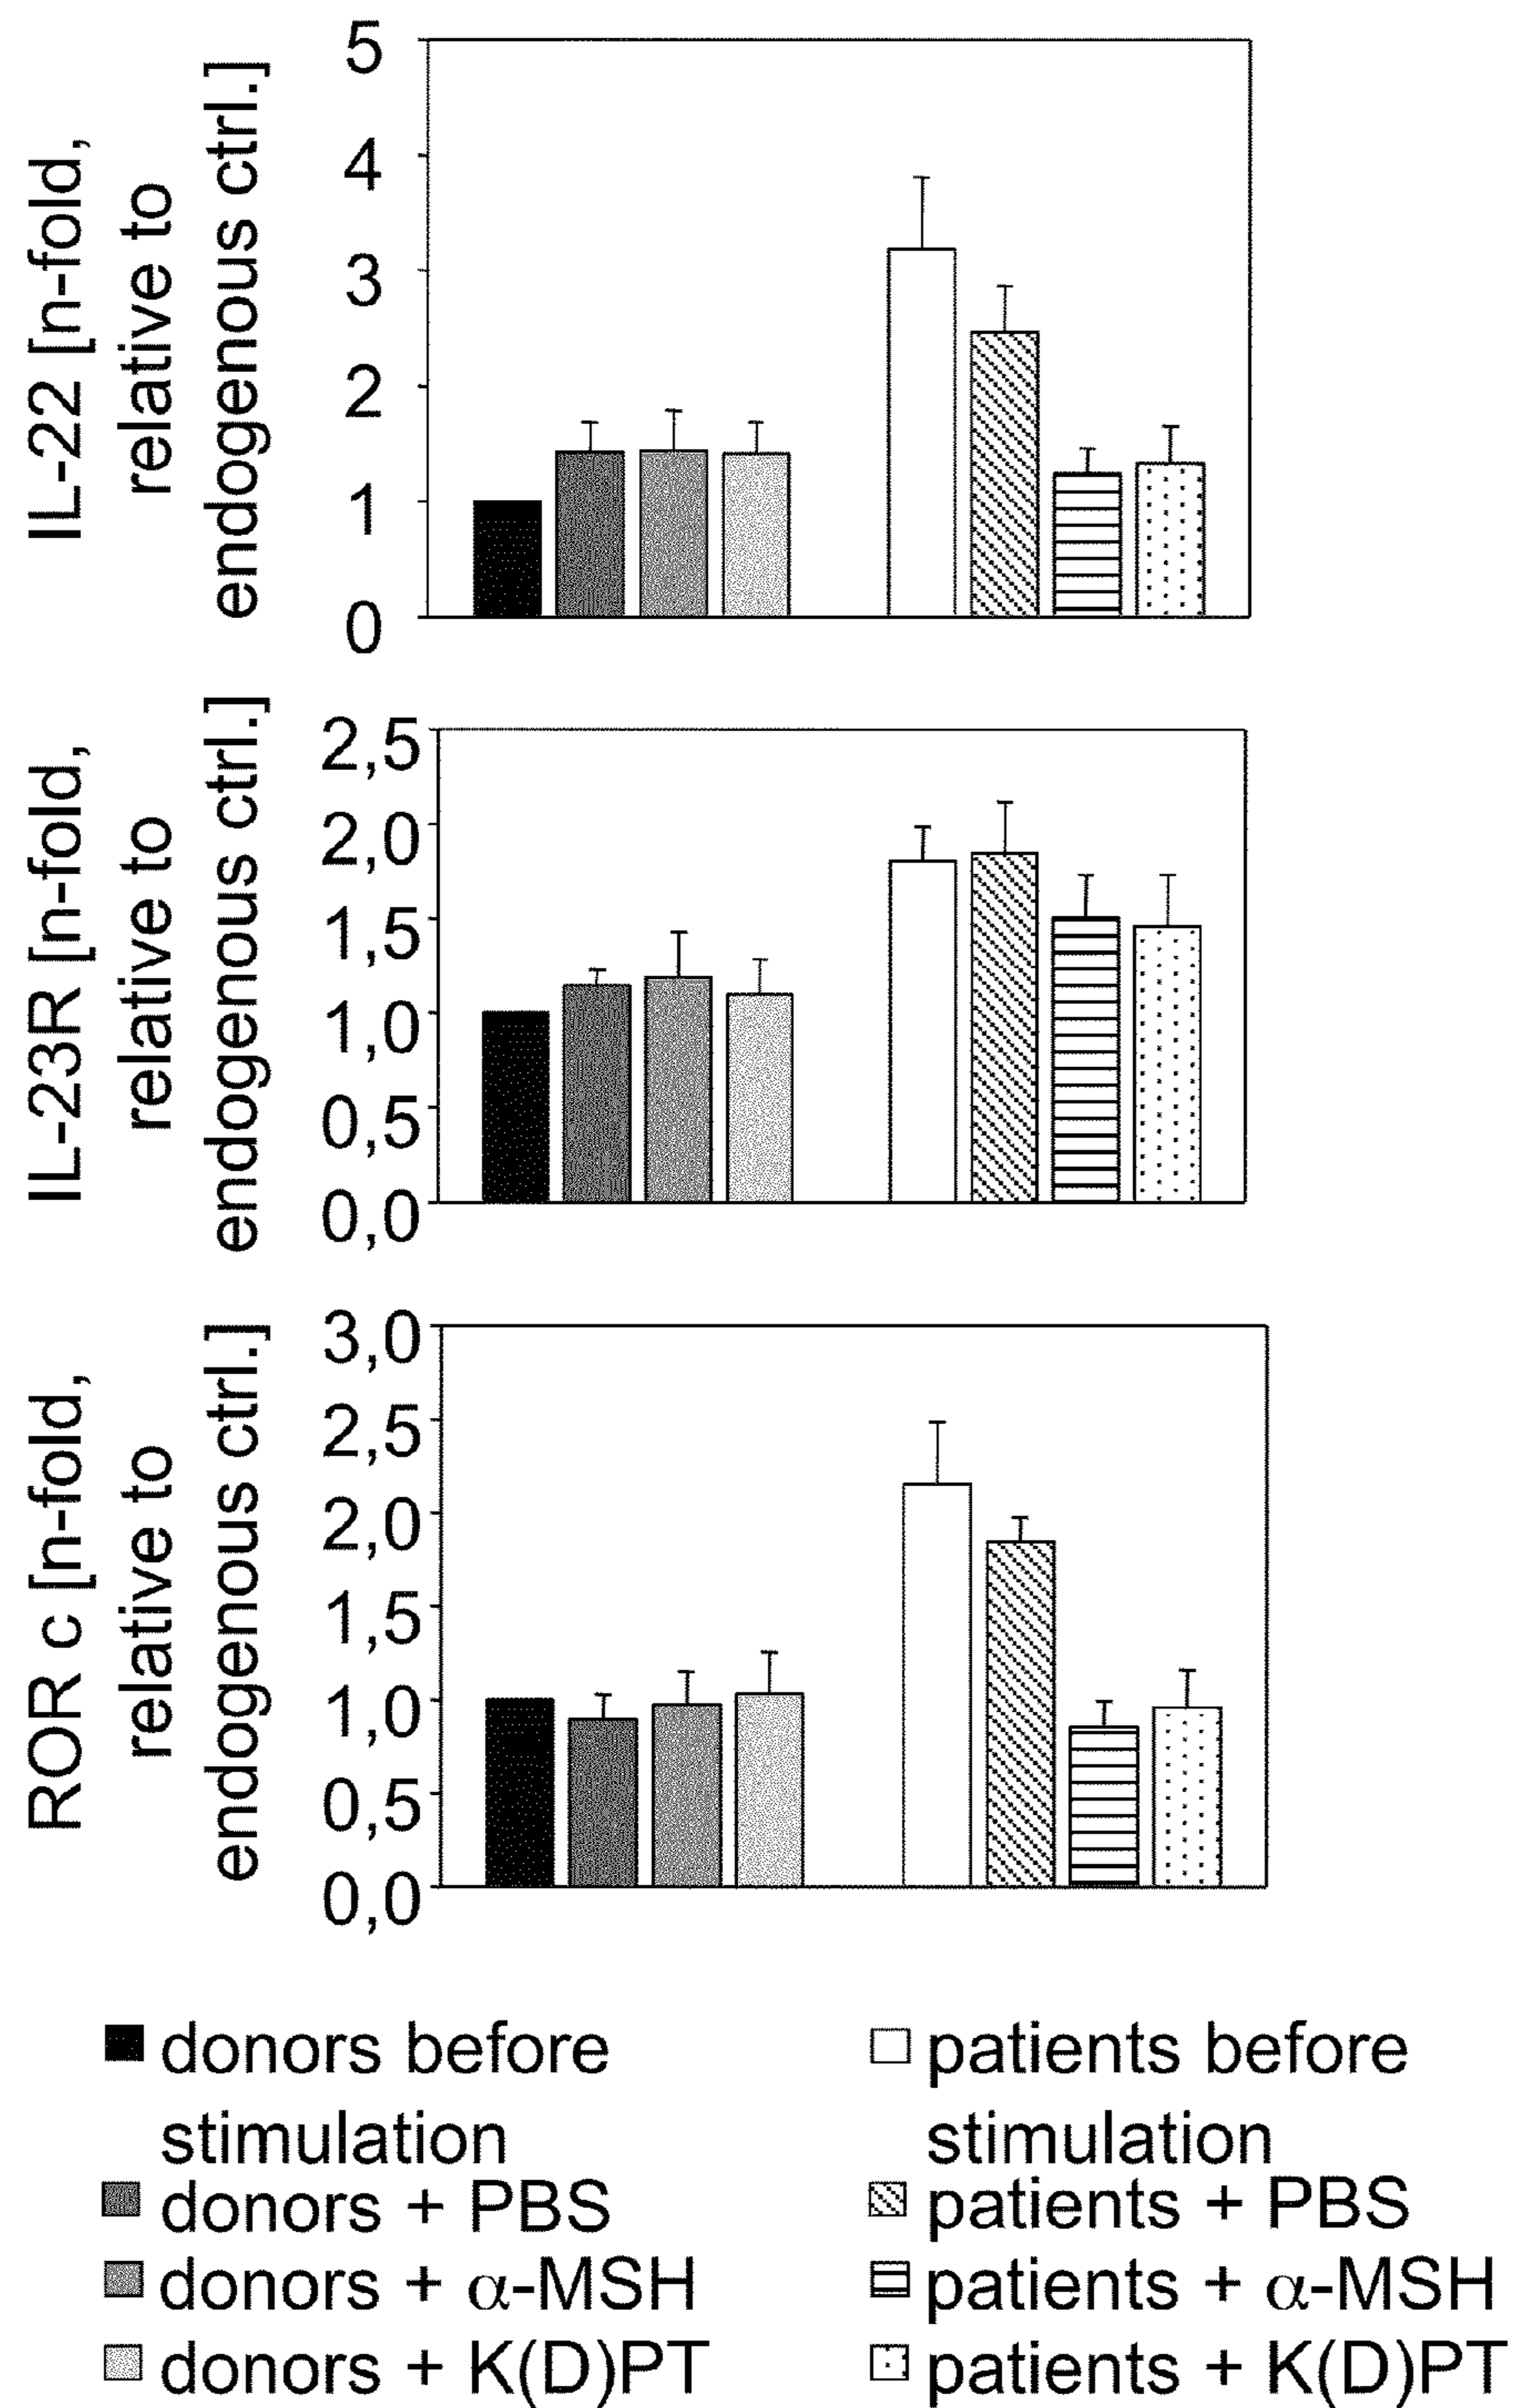 IL-22 [n-fold,
relative to
endogenous ctrl.]
5
4
3
2
1
0
IL-23R [n-fold,
relative to
endogenous ctrl.]
2,5
2,0
1,5
1,0
0,5
0,0
ROR c [n-fold,
relative to
endogenous ctrl.]
3,0
2,5
2,0
1,5
1,0
0,5
0,0
donors before
stimulation
donors + PBS
donors + α-MSH
donors + K(D)PT
patients before
stimulation
patients + PBS
patients + α-MSH
patients + K(D)PT